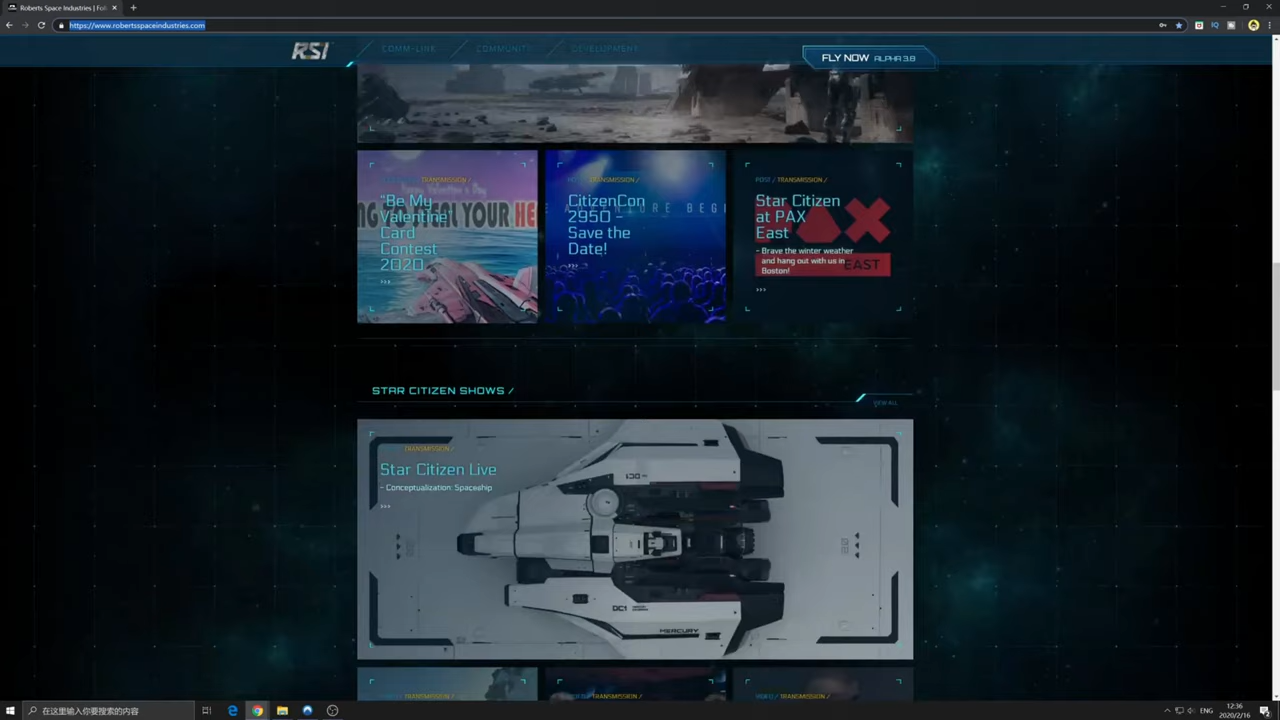 Roberts Space Industries | Foll
https://www.robertsspaceindustries.com
RSI
COMM-LINK
COMMUNITY
DEVELOPMENT
FLY NOW ALPHA 3.8
TRANSMISSION /
"Be My
Valentine"
Card
Contest
2020
>>>
TRANSMISSION /
CitizenCon
2950 -
Save the
Date!
>>>
POST / TRANSMISSION /
Star Citizen
at PAX
East
- Brave the winter weather
and hang out with us in
Boston!
EAST
>>>
STAR CITIZEN SHOWS /
VIEW ALL
TRANSMISSION /
Star Citizen Live
- Conceptualization: Spaceship
>>>
MERCURY
VIDEO / TRANSMISSION /
VIDEO / TRANSMISSION /
VIDEO / TRANSMISSION /
在这里输入你要搜索的内容
ENG
12:36
2020/2/16